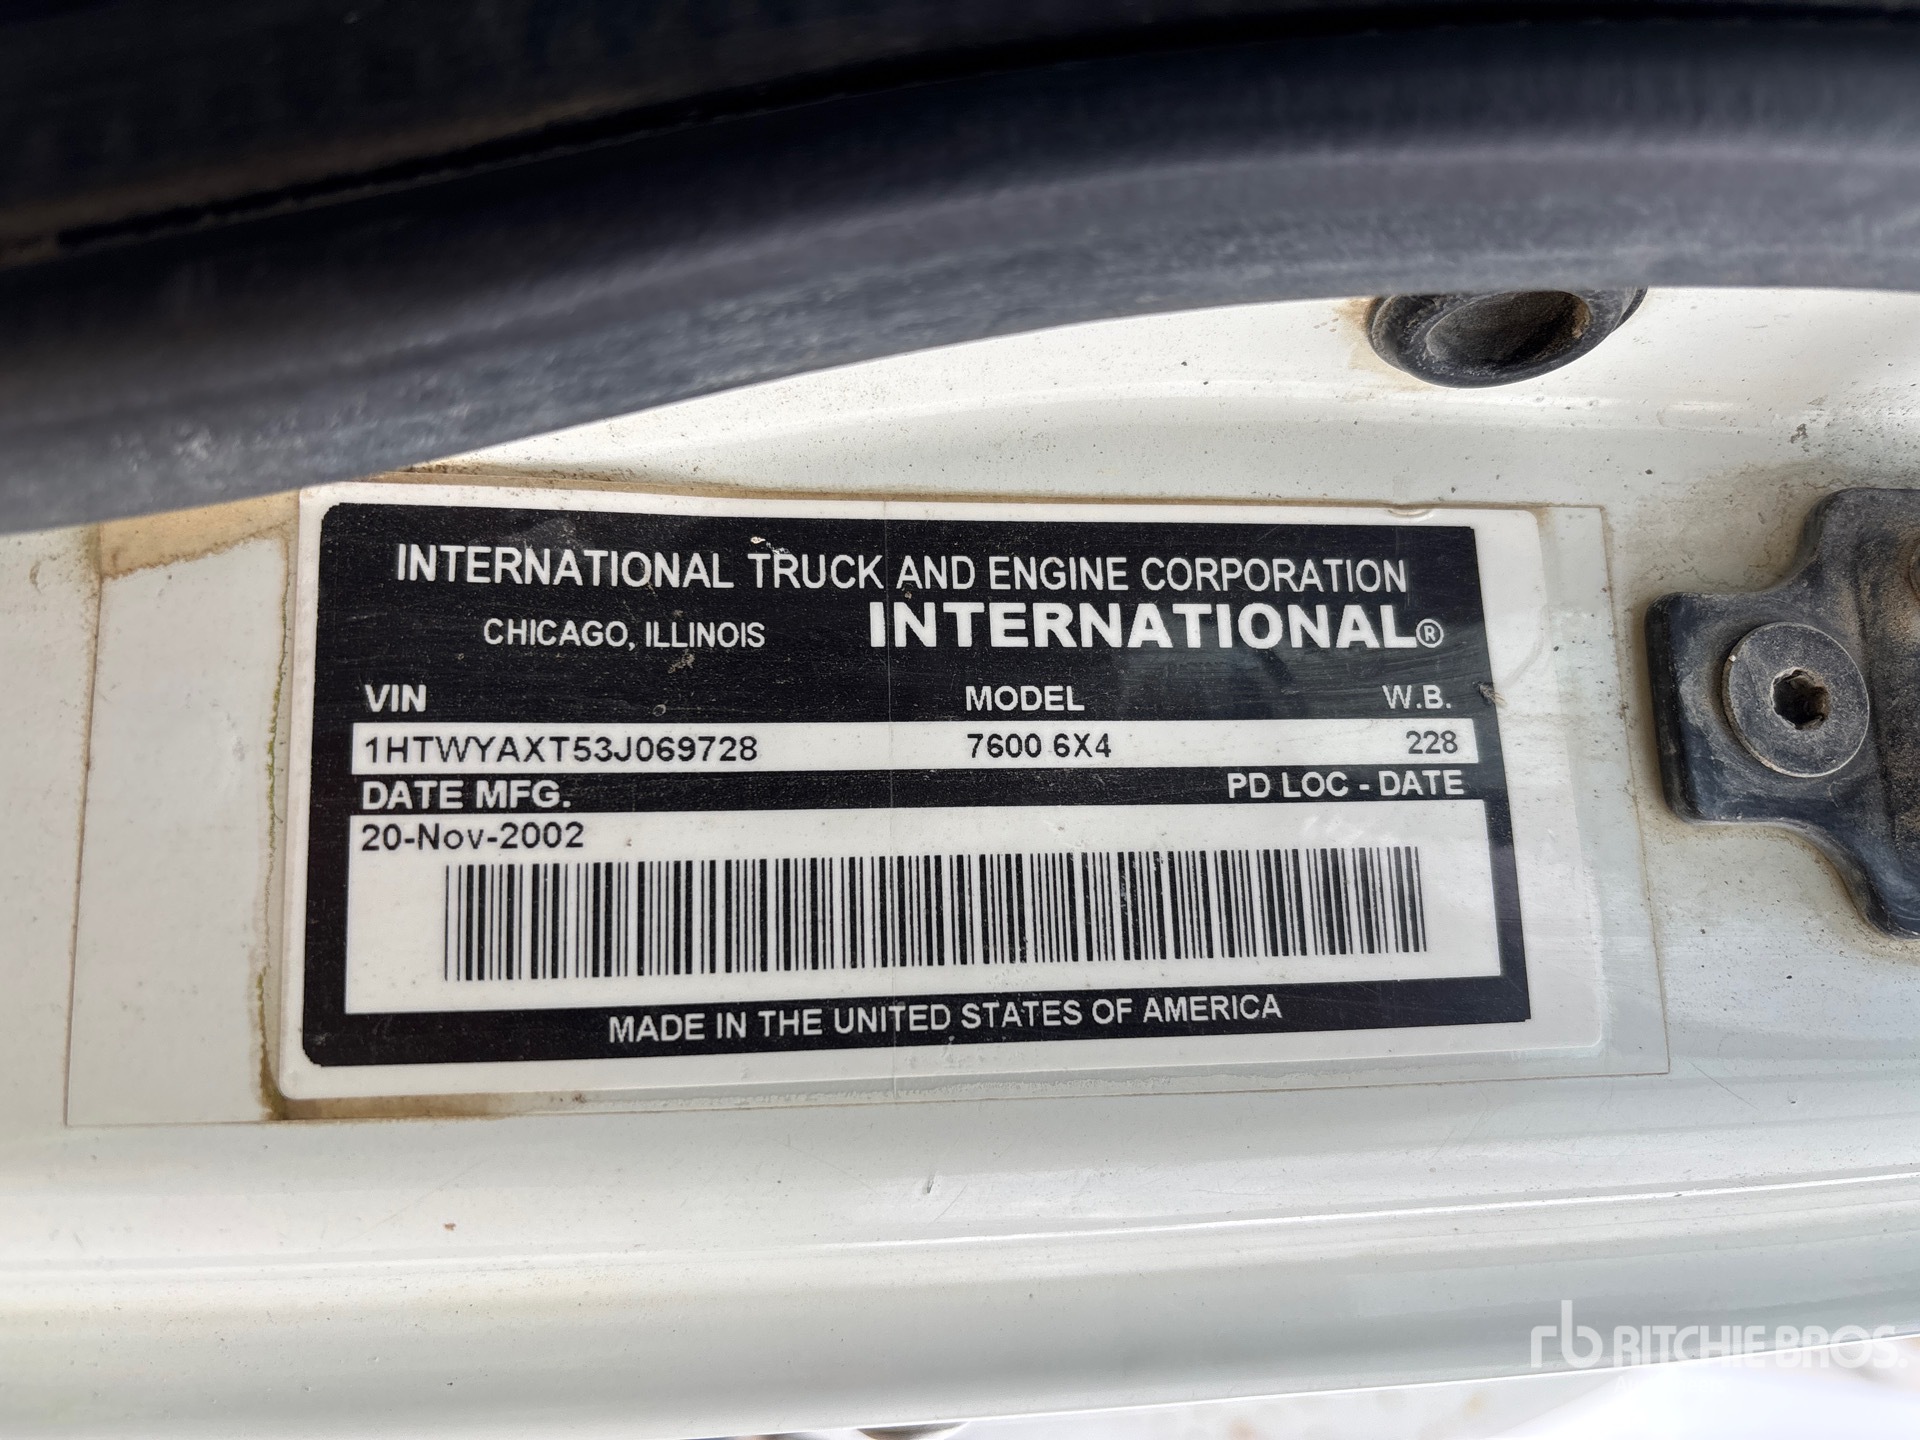 INTERNATIONAL TRUCK AND ENGINE CORPORATION
CHICAGO, ILLINOIS INTERNATIONAL®
VIN MODEL W.B.
1HTWYAXT53J069728 7600 6X4 228
DATE MFG. PD LOC - DATE
20-Nov-2002
MADE IN THE UNITED STATES OF AMERICA
rb RITCHIE BROS.